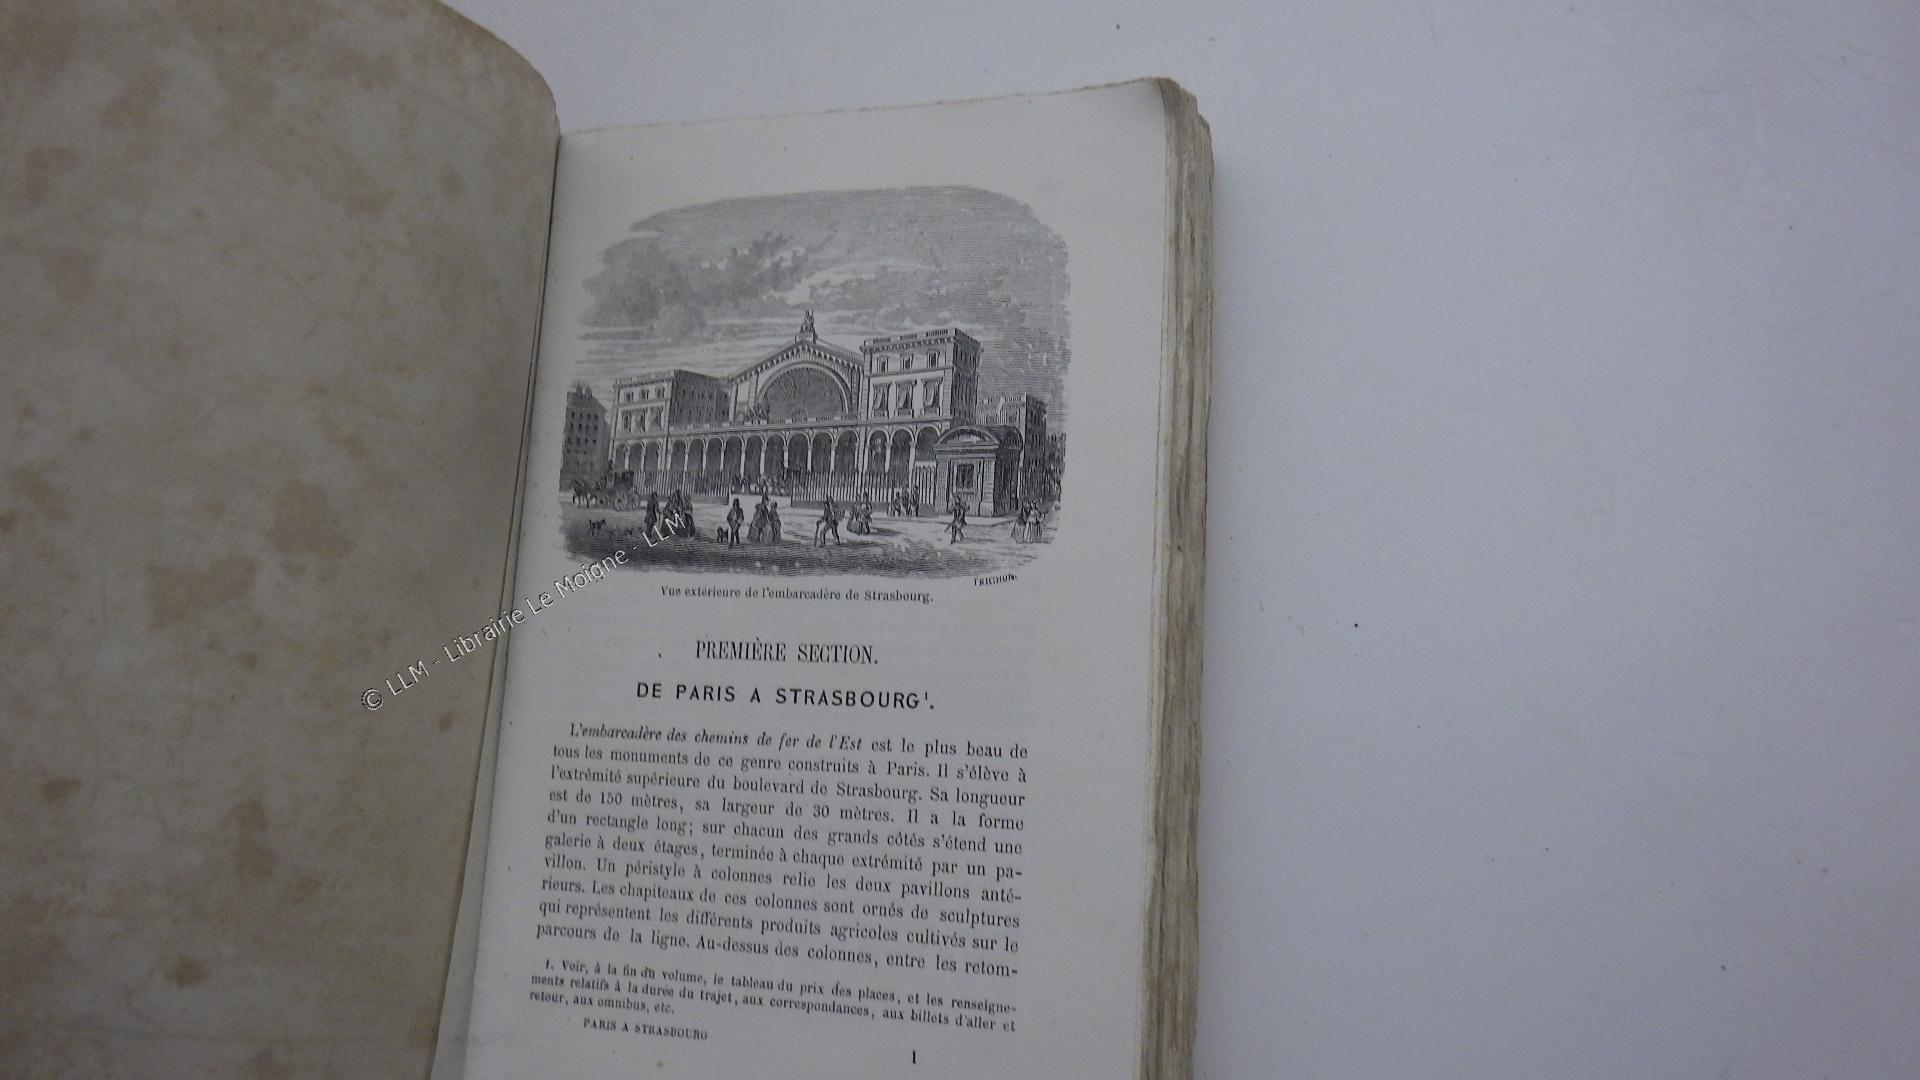 TRICHON
Vue extérieure de l'embarcadère de Strasbourg.
© LLM - Librairie Le Moigne - LLM
PREMIÈRE SECTION.
DE PARIS A STRASBOURG¹.
L'embarcadère des chemins de fer de l'Est est le plus beau de
tous les monuments de ce genre construits à Paris. Il s'élève à
l'extrémité supérieure du boulevard de Strasbourg. Sa longueur
est de 150 mètres, sa largeur de 30 mètres. Il a la forme
d'un rectangle long; sur chacun des grands côtés s'étend une
galerie à deux étages, terminée à chaque extrémité par un pa-
villon. Un péristyle à colonnes relie les deux pavillons anté-
rieurs. Les chapiteaux de ces colonnes sont ornés de sculptures
qui représentent les différents produits agricoles cultivés sur le
parcours de la ligne. Au-dessus des colonnes, entre les retom-
1. Voir, à la fin du volume, le tableau du prix des places, et les renseigne-
ments relatifs à la durée du trajet, aux correspondances, aux billets d'aller et
retour, aux omnibus, etc.
PARIS A STRASBOURG
1